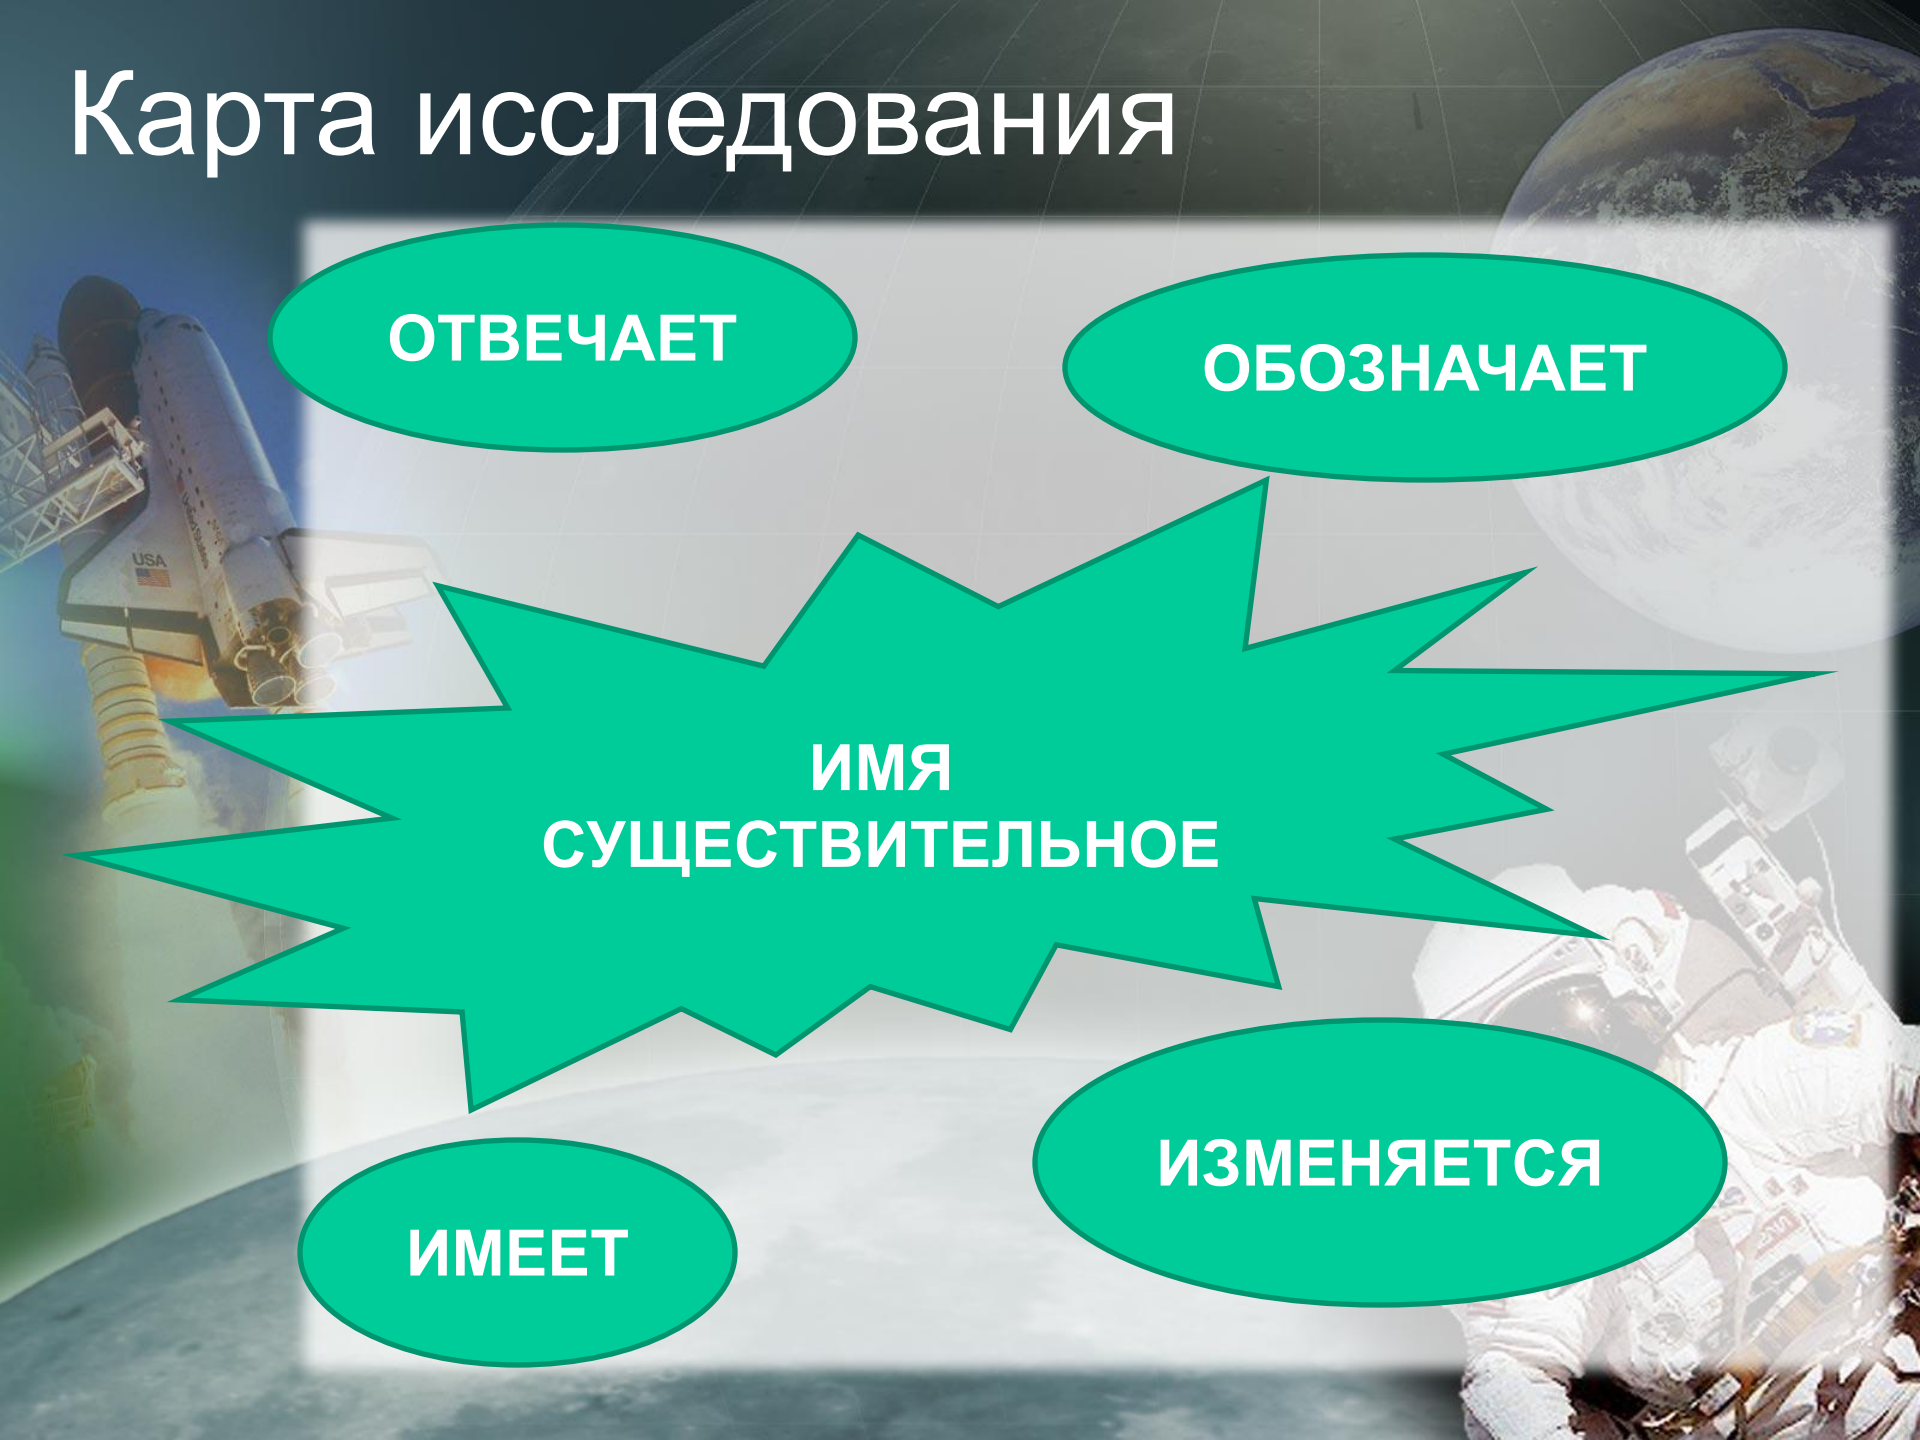 Карта исследования
ОТВЕЧАЕТ
ОБОЗНАЧАЕТ
USA
ИМЯ
СУЩЕСТВИТЕЛЬНОЕ
ИЗМЕНЯЕТСЯ
ИМЕЕТ